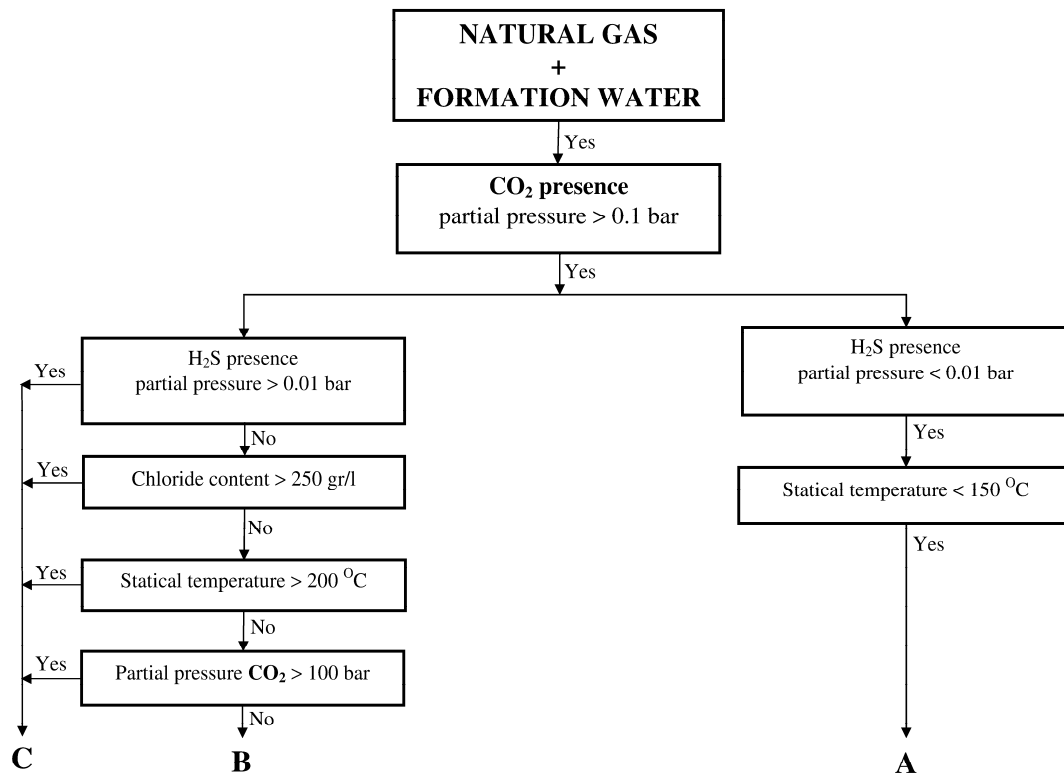 NATURAL GAS
+
FORMATION WATER
Yes
CO₂ presence
partial pressure > 0.1 bar
Yes
H₂S presence
partial pressure > 0.01 bar
Yes
No
Chloride content > 250 gr/l
Yes
No
Statical temperature > 200 ᴼC
Yes
No
Partial pressure CO₂ > 100 bar
Yes
No
C
B
H₂S presence
partial pressure < 0.01 bar
Yes
Statical temperature < 150 ᴼC
Yes
A